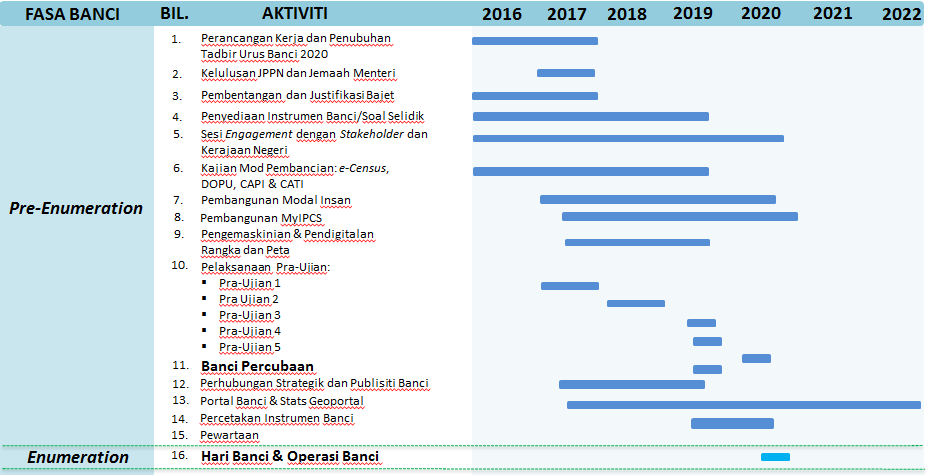 FASA BANCI BIL. AKTIVITI 2016 2017 2018 2019 2020 2021 2022
Pre-Enumeration
1. Perancangan Kerja dan Penubuhan
Tadbir Urus Banci 2020
2. Kelulusan JPPN dan Jemaah Menteri
3. Pembentangan dan Justifikasi Bajet
4. Penyediaan Instrumen Banci/Soal Selidik
5. Sesi Engagement dengan Stakeholder dan
Kerajaan Negeri
6. Kajian Mod Pembancian: e-Census,
DOPU, CAPI & CATI
7. Pembangunan Modal Insan
8. Pembangunan MyIPCS
9. Pengemaskinian & Pendigitalan
Rangka dan Peta
10. Pelaksanaan Pra-Ujian:
▪ Pra-Ujian 1
▪ Pra Ujian 2
▪ Pra-Ujian 3
▪ Pra-Ujian 4
▪ Pra-Ujian 5
11. Banci Percubaan
12. Perhubungan Strategik dan Publisiti Banci
13. Portal Banci & Stats Geoportal
14. Percetakan Instrumen Banci
15. Pewartaan
Enumeration 16. Hari Banci & Operasi Banci